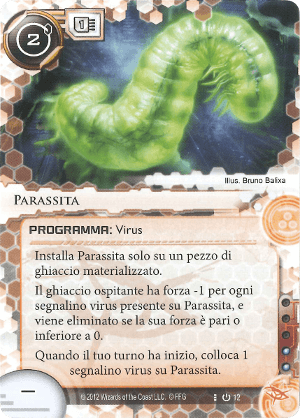 2
1
Illus. Bruno Balixa
PARASSITA
PROGRAMMA: Virus
Installa Parassita solo su un pezzo di
ghiaccio materializzato.
Il ghiaccio ospitante ha forza -1 per ogni
segnalino virus presente su Parassita, e
viene eliminato se la sua forza è pari o
inferiore a 0.
Quando il tuo turno ha inizio, colloca 1
segnalino virus su Parassita.
–
© 2012 Wizards of the Coast LLC. © FFG
12